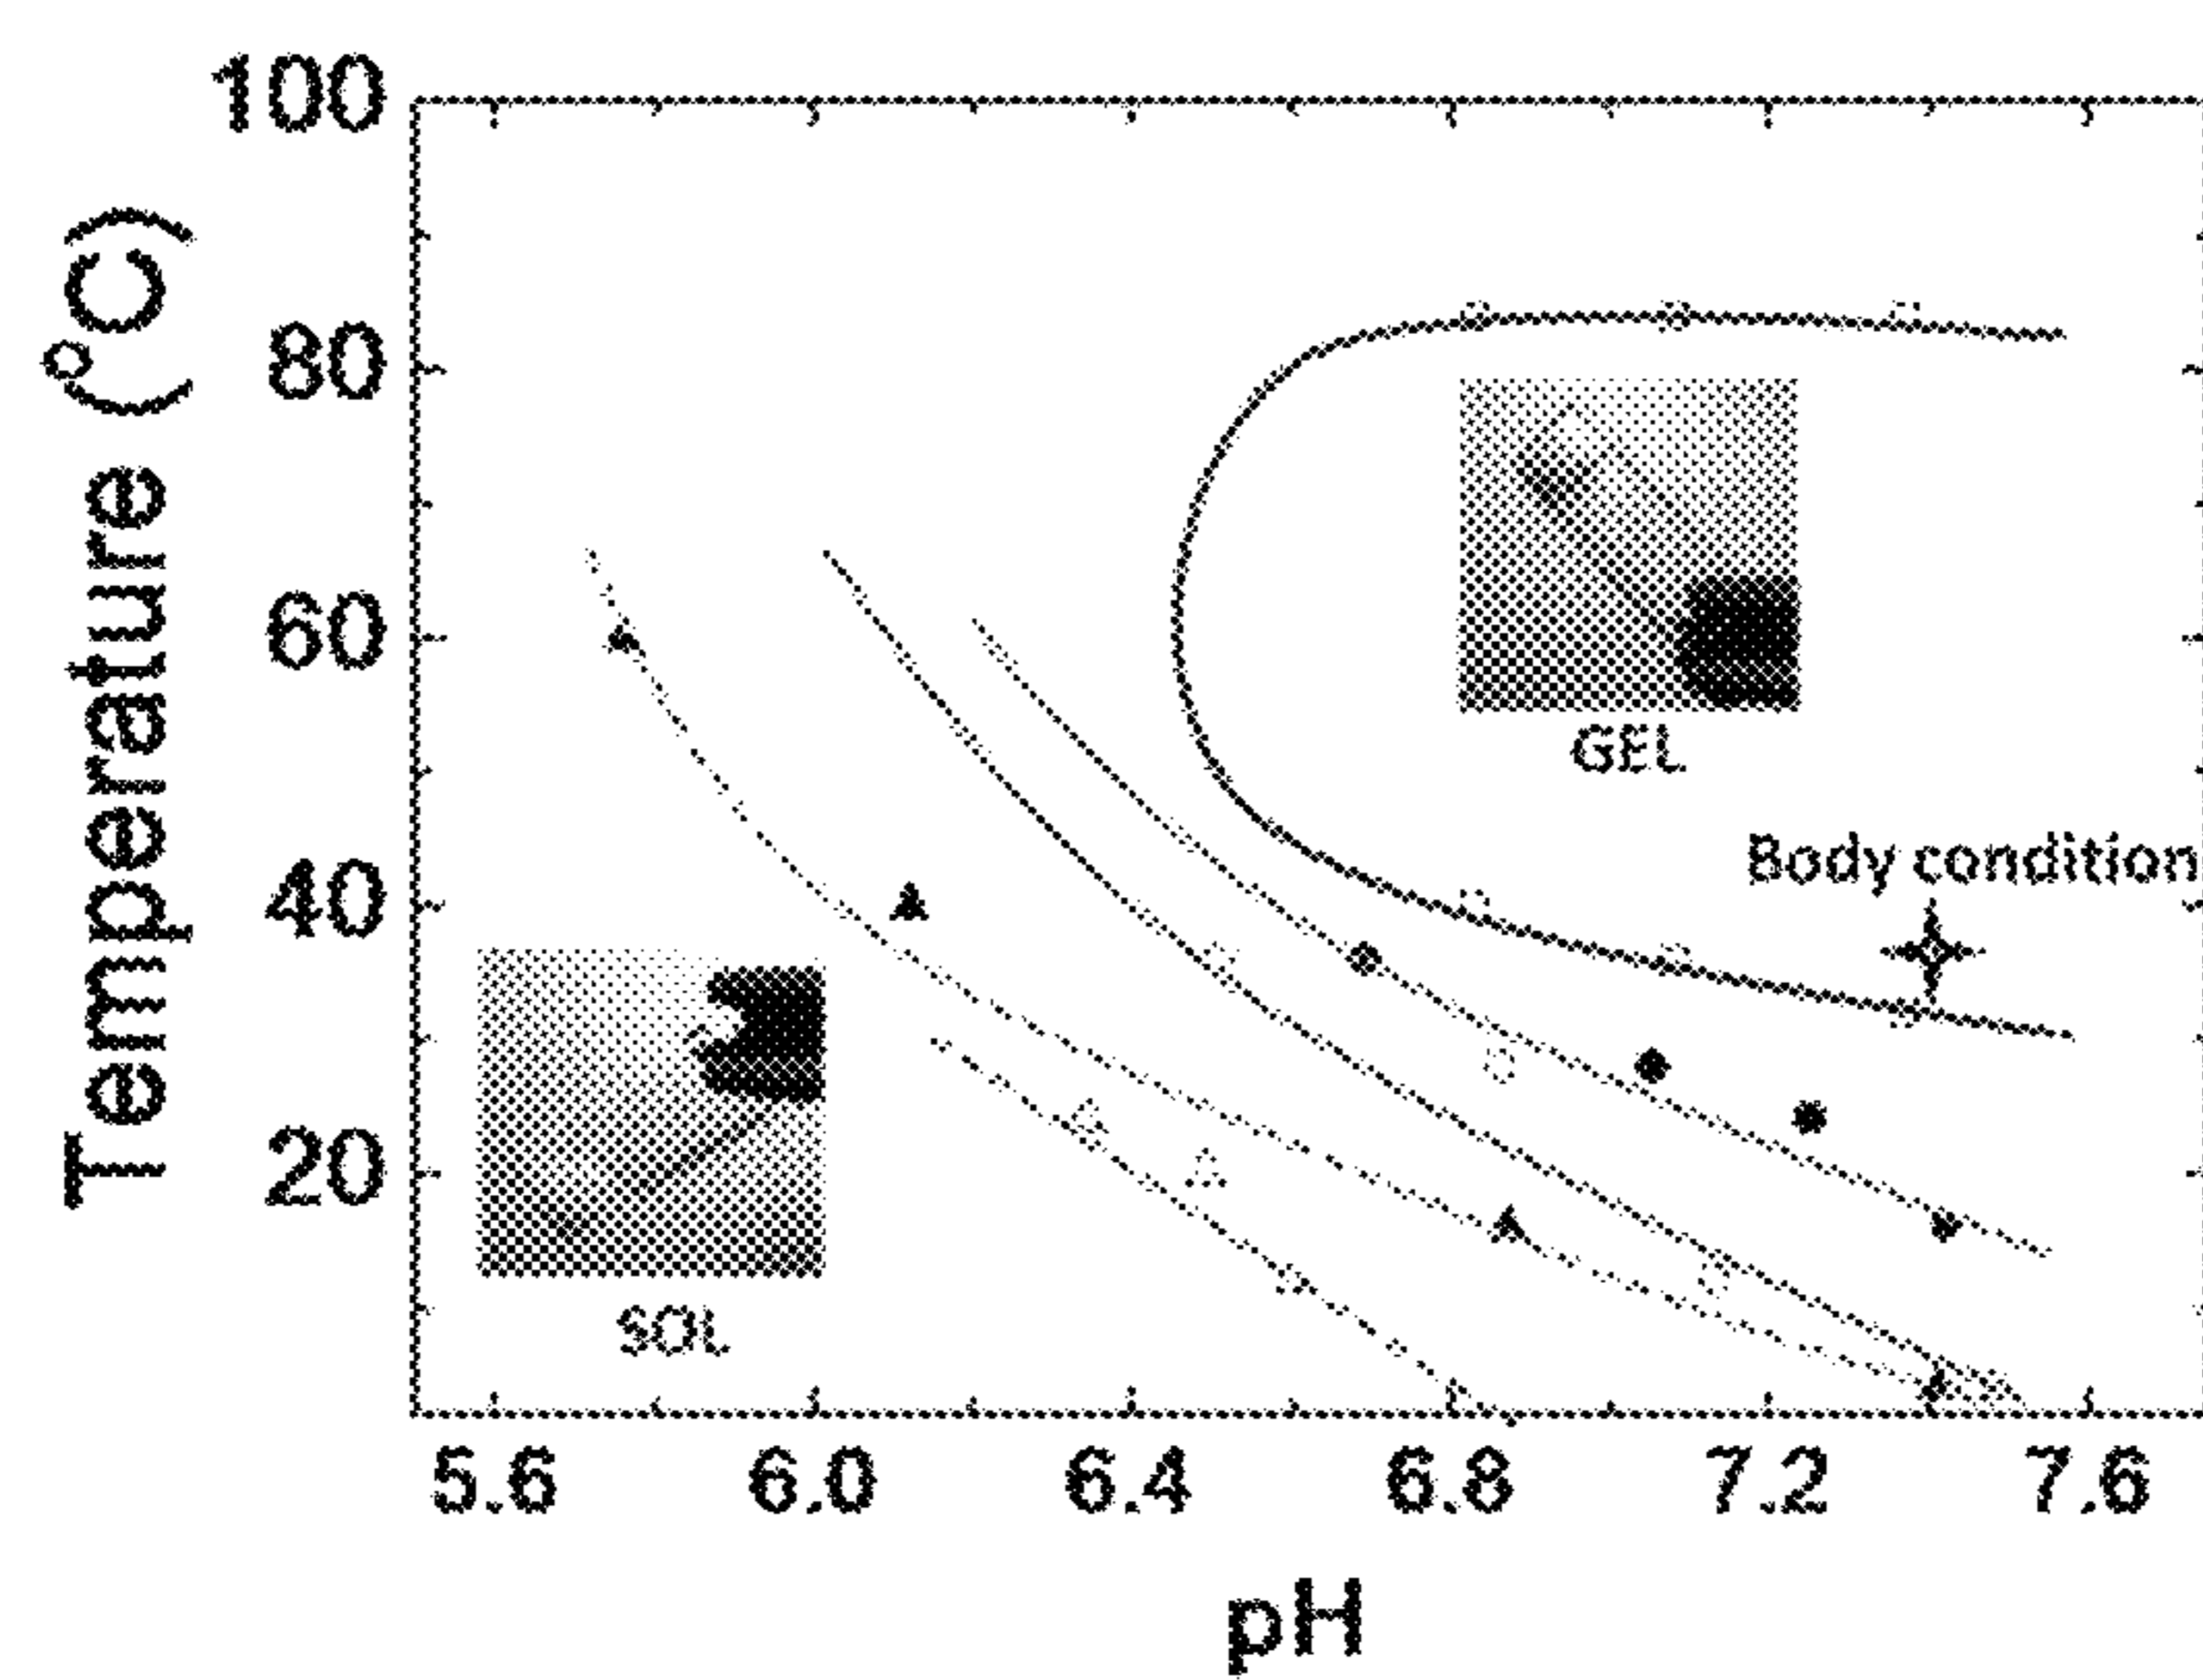 100
80
60
40
20
Temperature (°C)
GEL
Body condition
SOL
5.6 6.0 6.4 6.8 7.2 7.6
pH